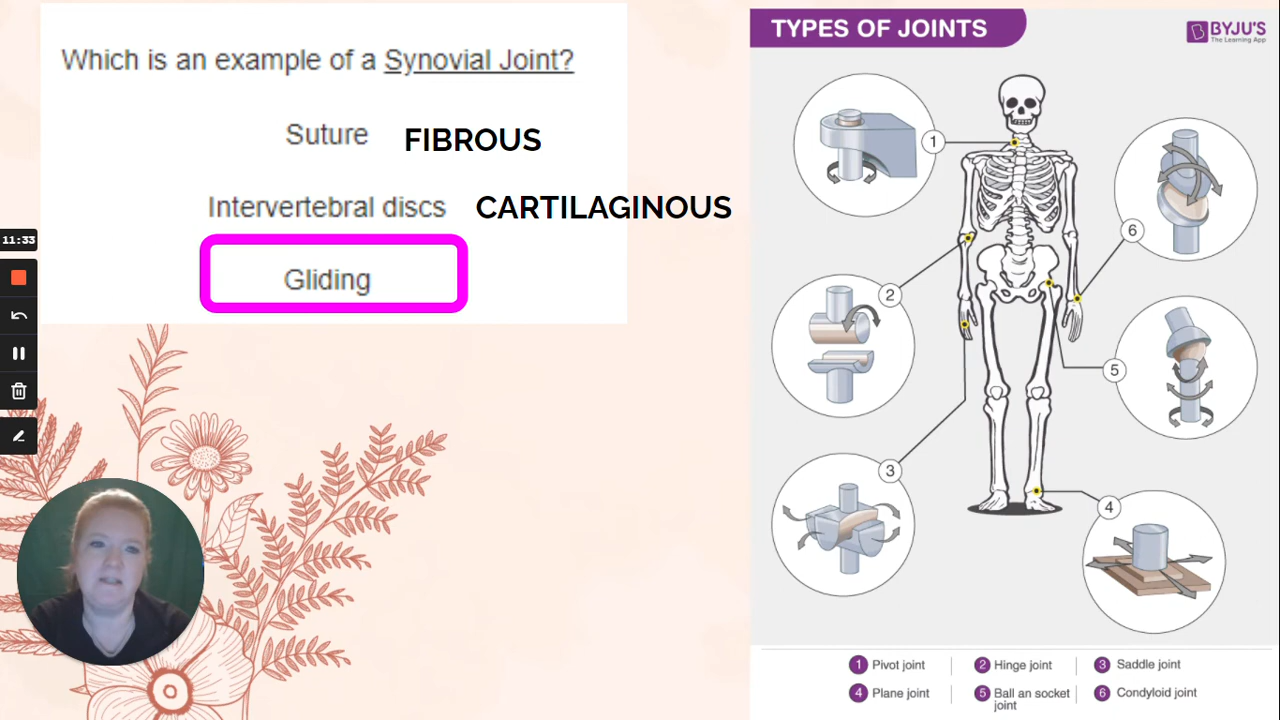 Which is an example of a Synovial Joint?
Suture FIBROUS
Intervertebral discs CARTILAGINOUS
Gliding
11:33
TYPES OF JOINTS
BYJU'S
The Learning App
1
6
2
5
3
4
1 Pivot joint
2 Hinge joint
3 Saddle joint
4 Plane joint
5 Ball an socket
joint
6 Condyloid joint